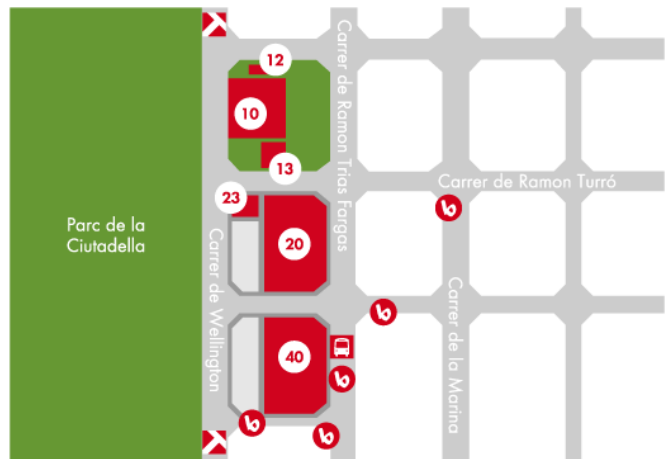 12
10
13
Carrer de Ramon Trias Fargas
Carrer de Ramon Turró
23
Parc de la
Ciutadella
20
Carrer de Wellington
Carrer de la Marina
40